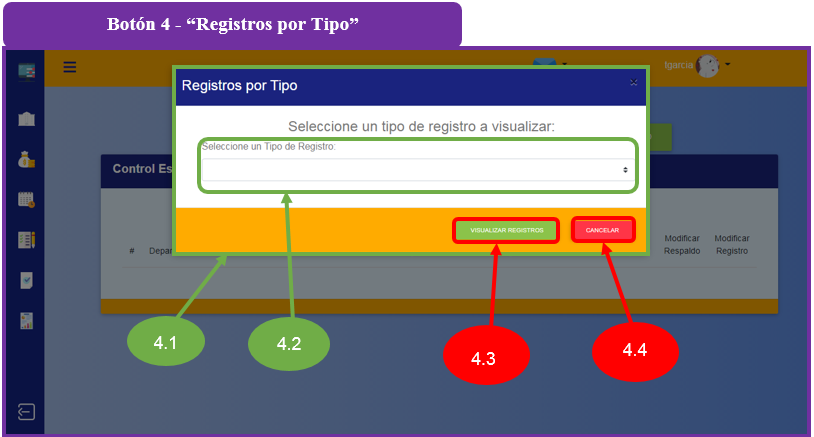 Botón 4 - “Registros por Tipo”
tgarcia
Registros por Tipo
×
Seleccione un tipo de registro a visualizar:
Seleccione un Tipo de Registro:
Control Es
VISUALIZAR REGISTROS
CANCELAR
# Depar
Modificar Respaldo
Modificar Registro
4.1
4.2
4.3
4.4